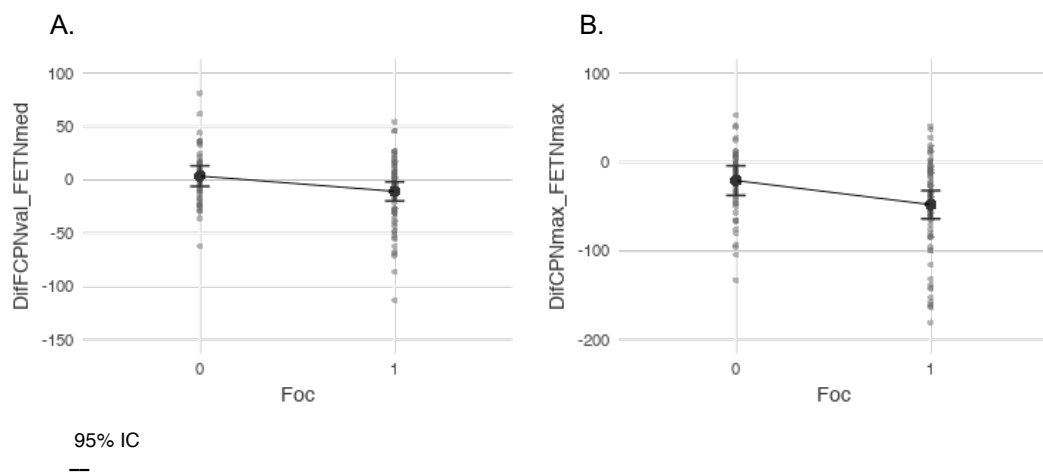 A.
DifFCPNval_FETNmed
100
50
0
-50
-100
-150
0 1
Foc
B.
DifCPNmax_FETNmax
100
0
-100
-200
0 1
Foc
95% IC